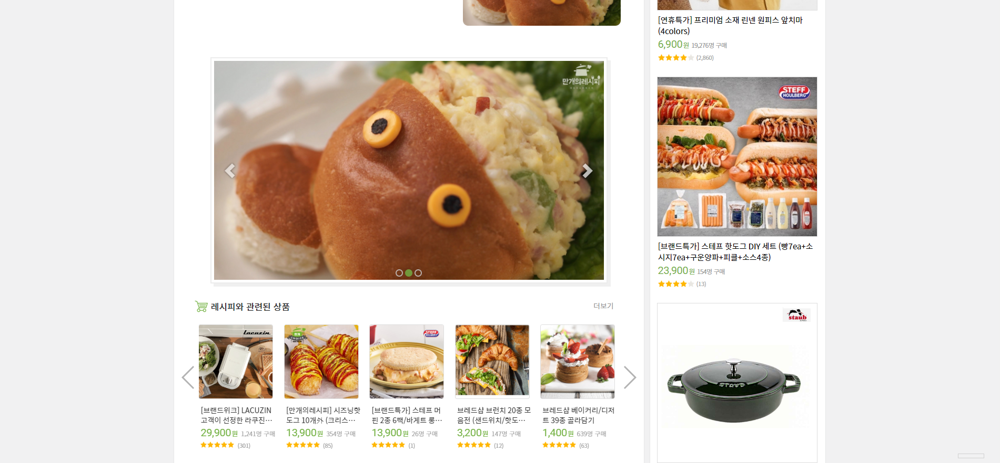 만개의레시피
레시피와 관련된 상품
더보기
Lacuzin
[브랜드위크] LACUZIN
고객이 선정한 라쿠진…
29,900원 1,241명 구매
(301)
만개
CHOICE
[만개의레시피] 시즈닝핫
도그 10개外 (크리스…
13,900원 354명 구매
(85)
STEFF
HOULBERG
[브랜드특가] 스테프 머
핀 2종 6팩/바게트 롱…
13,900원 26명 구매
(1)
브레드샵 브런치 20종 모
음전 (샌드위치/핫도…
3,200원 147명 구매
(12)
브레드샵 베이커리/디저
트 39종 골라담기
1,400원 639명 구매
(63)
[연휴특가] 프리미엄 소재 린넨 원피스 앞치마
(4colors)
6,900원 19,276명 구매
(2,860)
STEFF
HOULBERG
[브랜드특가] 스테프 핫도그 DIY 세트 (빵7ea+소
시지7ea+구운양파+피클+소스4종)
23,900원 154명 구매
(13)
staub
STAUB